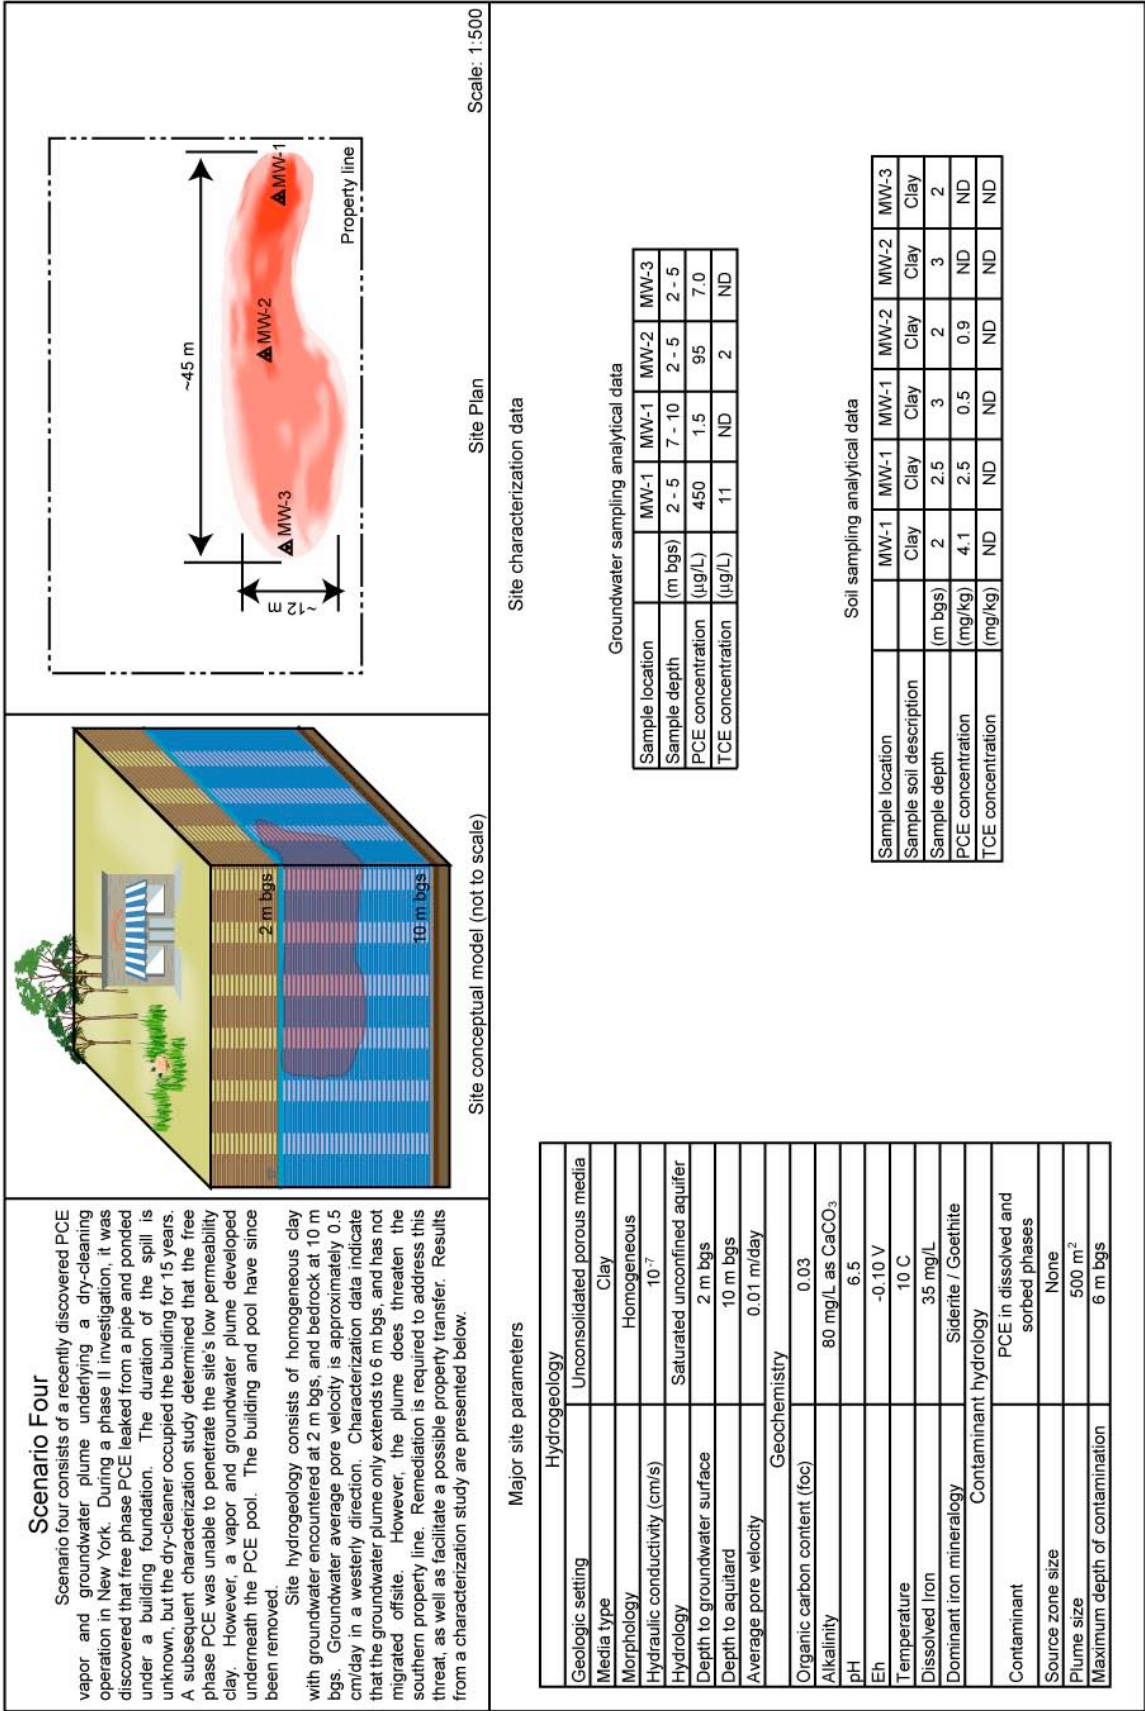 Scenario Four
Scenario four consists of a recently discovered PCE
vapor and groundwater plume underlying a dry-cleaning
operation in New York. During a phase II investigation, it was
discovered that free phase PCE leaked from a pipe and ponded
under a building foundation. The duration of the spill is
unknown, but the dry-cleaner occupied the building for 15 years.
A subsequent characterization study determined that the free
phase PCE was unable to penetrate the site's low permeability
clay. However, a vapor and groundwater plume developed
underneath the PCE pool. The building and pool have since
been removed.
Site hydrogeology consists of homogeneous clay
with groundwater encountered at 2 m bgs, and bedrock at 10 m
bgs. Groundwater average pore velocity is approximately 0.5
cm/day in a westerly direction. Characterization data indicate
that the groundwater plume only extends to 6 m bgs, and has not
migrated offsite. However, the plume does threaten the
southern property line. Remediation is required to address this
threat, as well as facilitate a possible property transfer. Results
from a characterization study are presented below.
2 m bgs
10 m bgs
Site conceptual model (not to scale)
~45 m
~12 m
MW-3
MW-2
MW-1
Property line
Site Plan
Scale: 1:500
Major site parameters
Hydrogeology
Geologic setting Unconsolidated porous media
Media type Clay
Morphology Homogeneous
Hydraulic conductivity (cm/s) 10-7
Hydrology Saturated unconfined aquifer
Depth to groundwater surface 2 m bgs
Depth to aquitard 10 m bgs
Average pore velocity 0.01 m/day
Geochemistry
Organic carbon content (foc) 0.03
Alkalinity 80 mg/L as CaCO3
pH 6.5
Eh -0.10 V
Temperature 10 C
Dissolved Iron 35 mg/L
Dominant iron mineralogy Siderite / Goethite
Contaminant hydrology
Contaminant PCE in dissolved and
sorbed phases
Source zone size None
Plume size 500 m2
Maximum depth of contamination 6 m bgs
Site characterization data
Groundwater sampling analytical data
Sample location MW-1 MW-1 MW-2 MW-3
Sample depth (m bgs) 2 - 5 7 - 10 2 - 5 2 - 5
PCE concentration (µg/L) 450 1.5 95 7.0
TCE concentration (µg/L) 11 ND 2 ND
Soil sampling analytical data
Sample location MW-1 MW-1 MW-1 MW-2 MW-2 MW-3
Sample soil description Clay Clay Clay Clay Clay Clay
Sample depth (m bgs) 2 2.5 3 2 3 2
PCE concentration (mg/kg) 4.1 2.5 0.5 0.9 ND ND
TCE concentration (mg/kg) ND ND ND ND ND ND